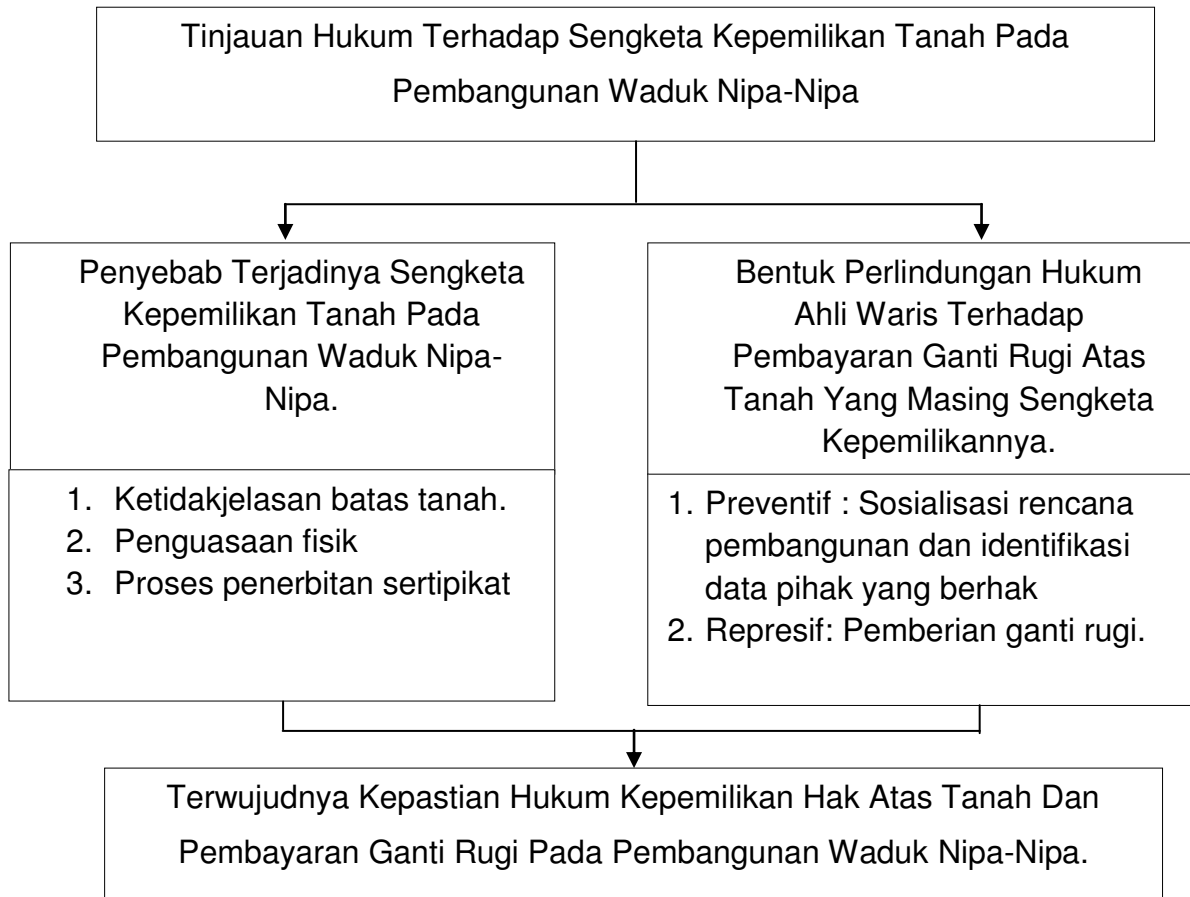 Tinjauan Hukum Terhadap Sengketa Kepemilikan Tanah Pada
Pembangunan Waduk Nipa-Nipa
Penyebab Terjadinya Sengketa
Kepemilikan Tanah Pada
Pembangunan Waduk Nipa-
Nipa.
1. Ketidakjelasan batas tanah.
2. Penguasaan fisik
3. Proses penerbitan sertipikat
Bentuk Perlindungan Hukum
Ahli Waris Terhadap
Pembayaran Ganti Rugi Atas
Tanah Yang Masing Sengketa
Kepemilikannya.
1. Preventif : Sosialisasi rencana
pembangunan dan identifikasi
data pihak yang berhak
2. Represif: Pemberian ganti rugi.
Terwujudnya Kepastian Hukum Kepemilikan Hak Atas Tanah Dan
Pembayaran Ganti Rugi Pada Pembangunan Waduk Nipa-Nipa.